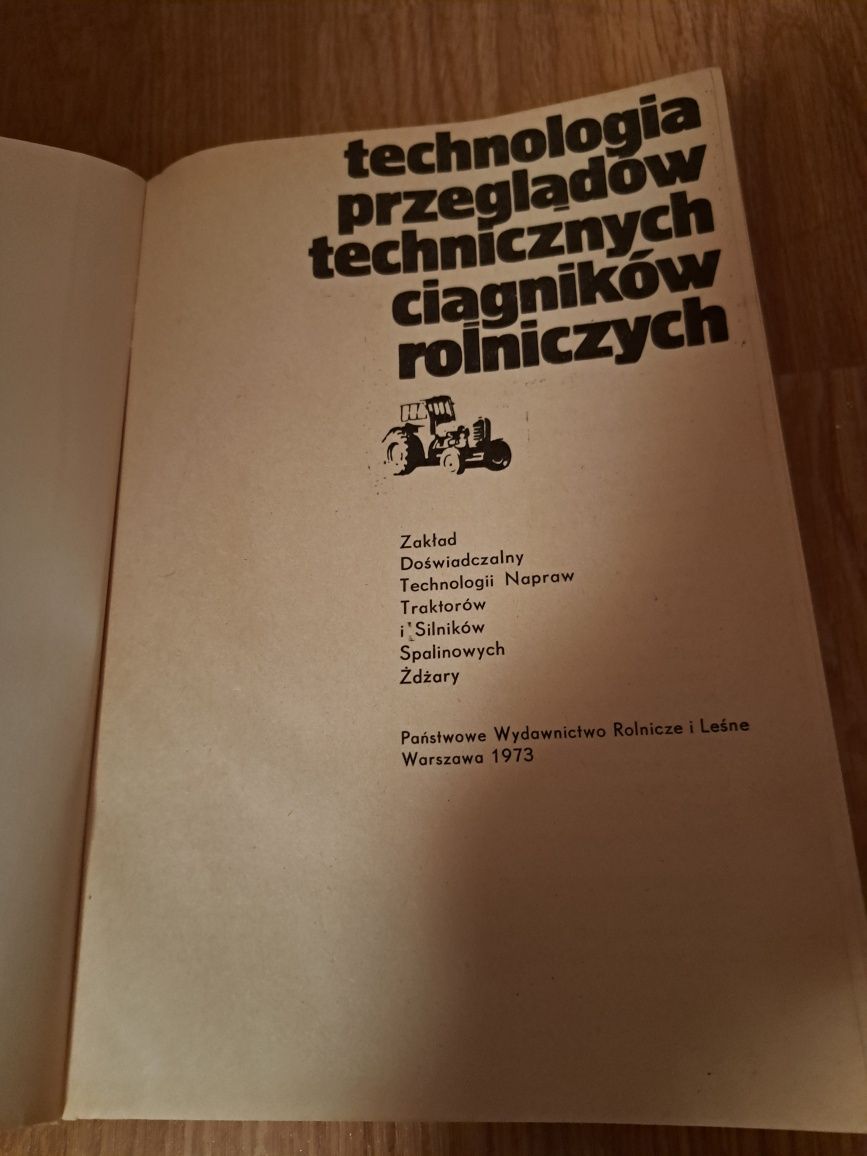 technologia
przeglądów
technicznych
ciągników
rolniczych
Zakład
Doświadczalny
Technologii Napraw
Traktorów
i Silników
Spalinowych
Żdżary
Państwowe Wydawnictwo Rolnicze i Leśne
Warszawa 1973